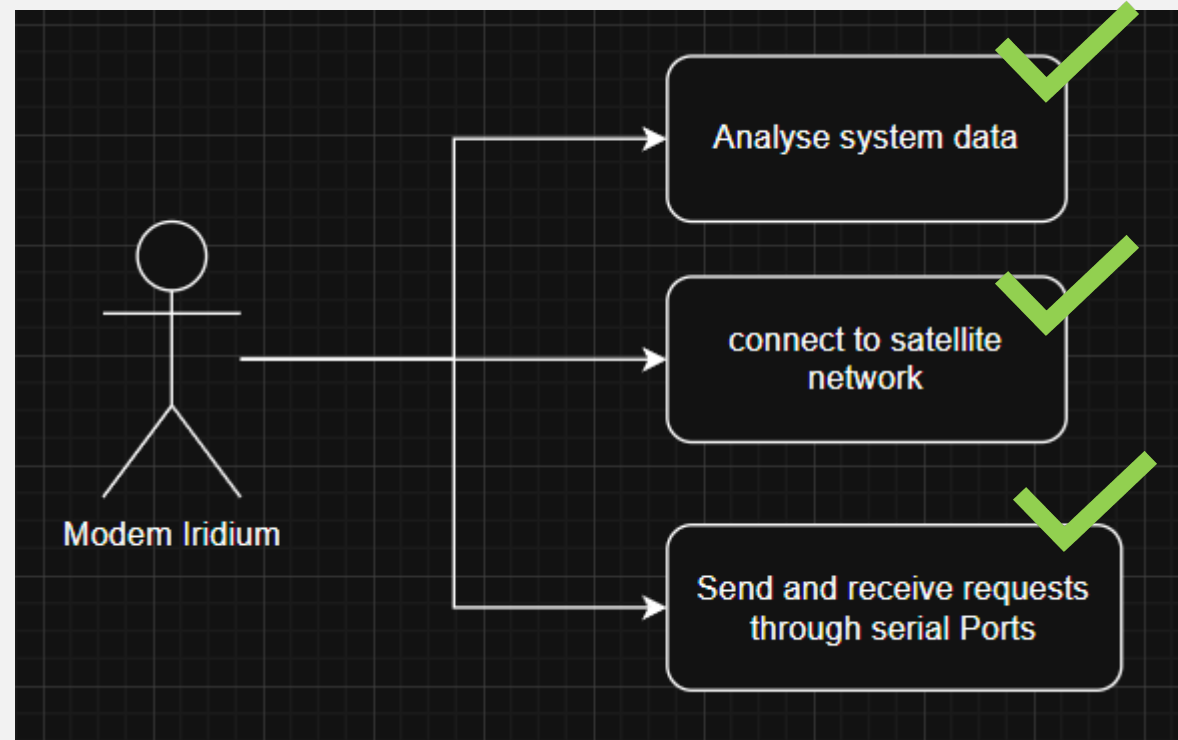 Analyse system data
connect to satellite
network
Modem Iridium
Send and receive requests
through serial Ports